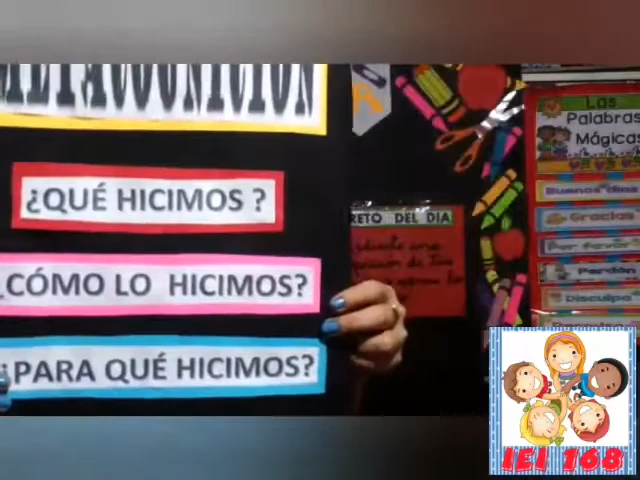 METACOGNICIÓN
¿QUÉ HICIMOS ?
¿CÓMO LO HICIMOS?
¿PARA QUÉ HICIMOS?
RETO DEL DIA
Las
Palabras
Mágicas
Buenos días
Gracias
Por favor
Perdón
Disculpa
IEI 168